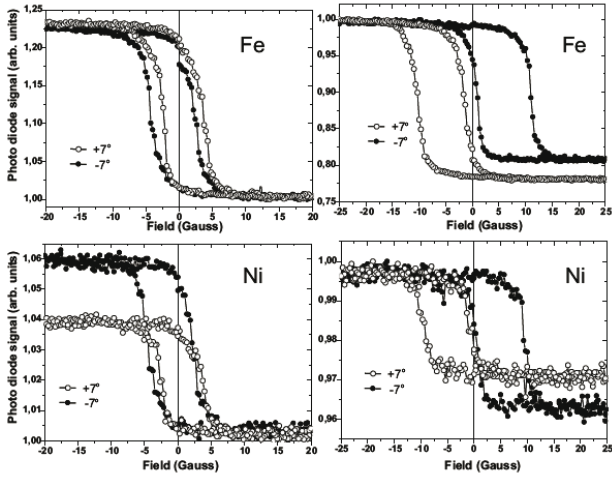 Photo diode signal (arb. units)
1,25
1,20
1,15
1,10
1,05
1,00
Fe
+7°
-7°
-20 -15 -10 -5 0 5 10 15 20
Field (Gauss)
1,00
0,95
0,90
0,85
0,80
0,75
Fe
+7°
-7°
-25 -20 -15 -10 -5 0 5 10 15 20 25
Field (Gauss)
Photo diode signal (arb. units)
1,06
1,05
1,04
1,03
1,02
1,01
1,00
Ni
+7°
-7°
-20 -15 -10 -5 0 5 10 15 20
Field (Gauss)
1,00
0,99
0,98
0,97
0,96
Ni
+7°
-7°
-25 -20 -15 -10 -5 0 5 10 15 20 25
Field (Gauss)